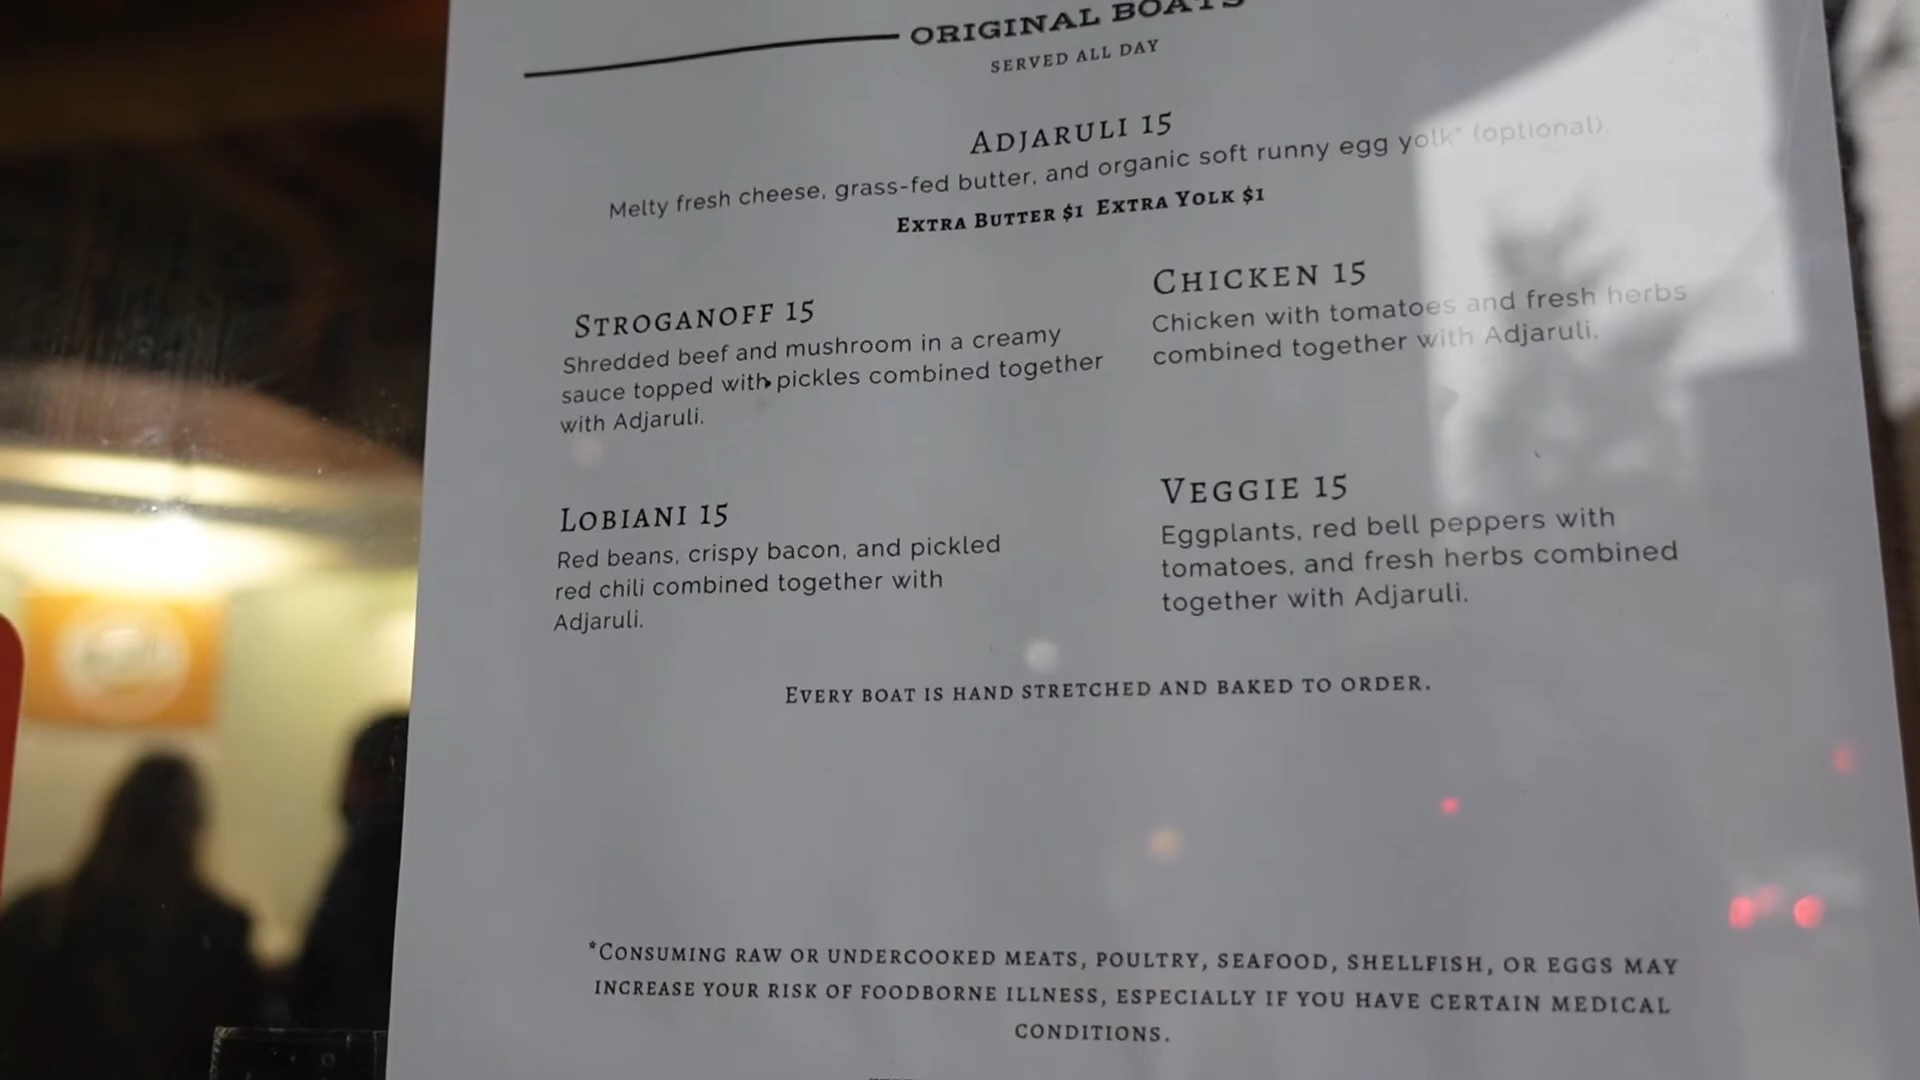 ORIGINAL BOATS
SERVED ALL DAY
ADJARULI 15
Melty fresh cheese, grass-fed butter, and organic soft runny egg yolk* (optional).
EXTRA BUTTER $1 EXTRA YOLK $1
STROGANOFF 15
Shredded beef and mushroom in a creamy
sauce topped with pickles combined together
with Adjaruli.
CHICKEN 15
Chicken with tomatoes and fresh herbs
combined together with Adjaruli.
LOBIANI 15
Red beans, crispy bacon, and pickled
red chili combined together with
Adjaruli.
VEGGIE 15
Eggplants, red bell peppers with
tomatoes, and fresh herbs combined
together with Adjaruli.
EVERY BOAT IS HAND STRETCHED AND BAKED TO ORDER.
*CONSUMING RAW OR UNDERCOOKED MEATS, POULTRY, SEAFOOD, SHELLFISH, OR EGGS MAY
INCREASE YOUR RISK OF FOODBORNE ILLNESS, ESPECIALLY IF YOU HAVE CERTAIN MEDICAL
CONDITIONS.